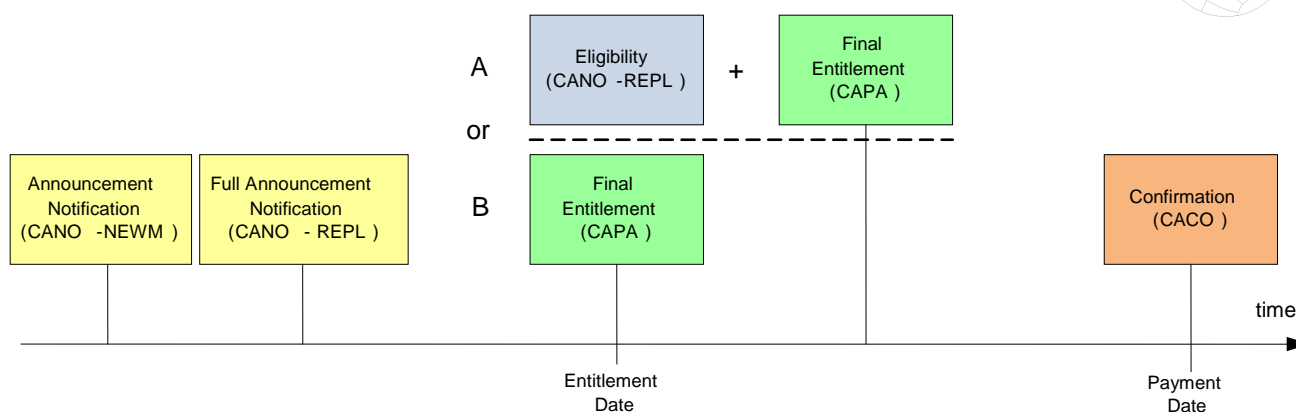 A
Eligibility
(CANO -REPL )
+
Final
Entitlement
(CAPA )
or
Announcement
Notification
(CANO -NEWM )
Full Announcement
Notification
(CANO - REPL )
B
Final
Entitlement
(CAPA )
Confirmation
(CACO )
time
Entitlement
Date
Payment
Date